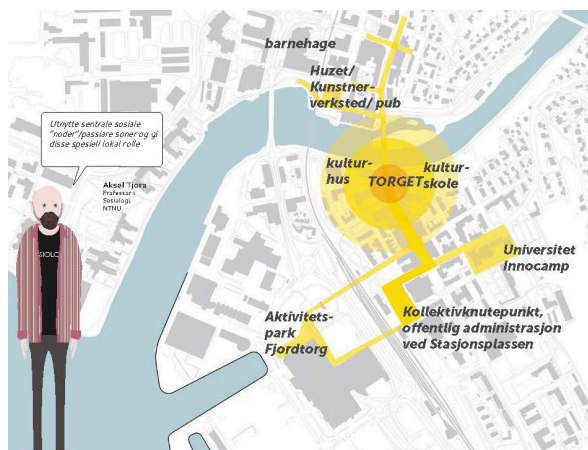 barnehage
Huzet/
Kunstner-
verksted/ pub
Utnytte sentrale sosiale
"noder"/passiare soner og gi
disse spesiell lokal rolle
Aksel Tjora
Professor i
Sosiologi,
NTNU
kultur-
hus
TORGET
kultur-
skole
SIOLO
Universitet
Innocamp
Aktivitets-
park
Fjordtorg
Kollektivknutepunkt,
offentlig administrasjon
ved Stasjonsplassen